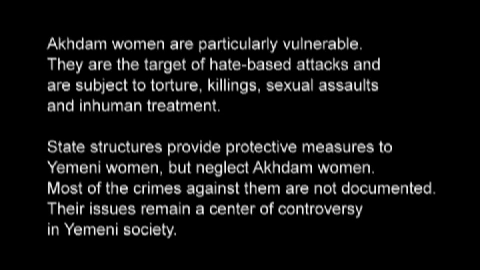 Akhdam women are particularly vulnerable.
They are the target of hate-based attacks and
are subject to torture, killings, sexual assaults
and inhuman treatment.
State structures provide protective measures to
Yemeni women, but neglect Akhdam women.
Most of the crimes against them are not documented.
Their issues remain a center of controversy
in Yemeni society.